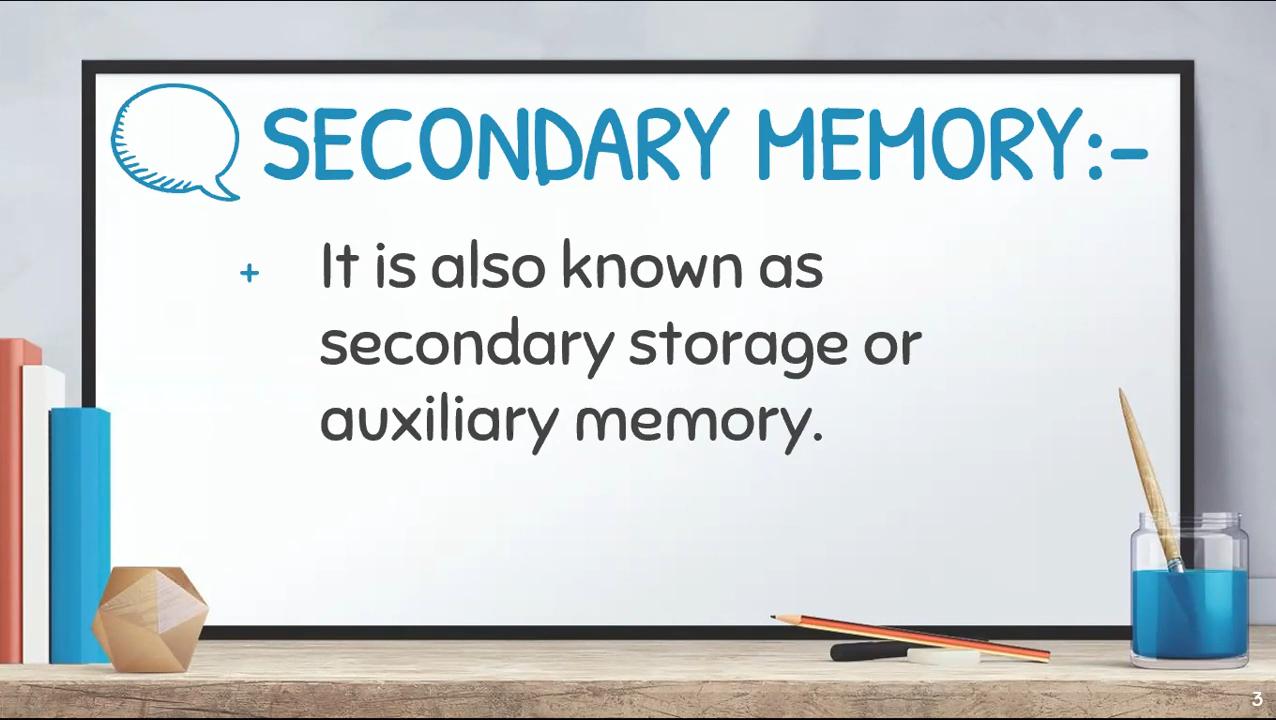 SECONDARY MEMORY:-
+ It is also known as
secondary storage or
auxiliary memory.
3